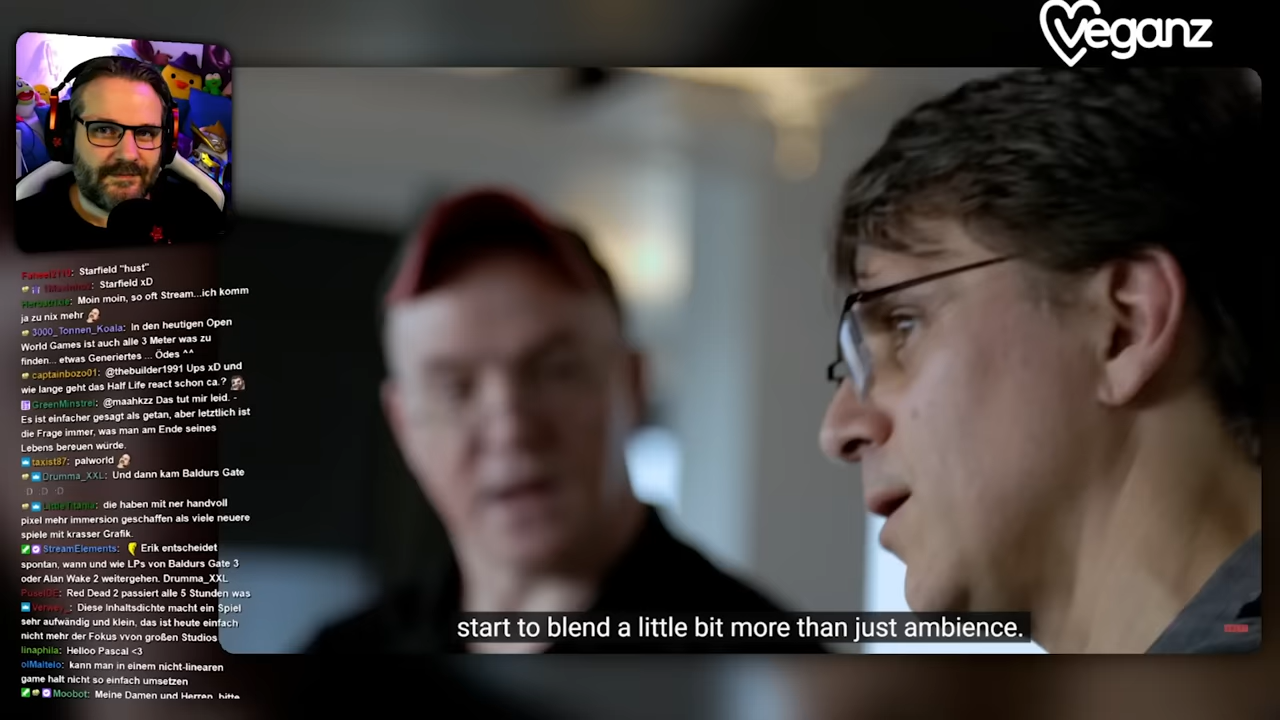 Veganz
Starfield "hust"
Starfield xD
Moin moin, so oft Stream...ich komm
ja zu nix mehr
3000_Tonnen_Koala: In den heutigen Open
World Games ist auch alle 3 Meter was zu
finden... etwas Generiertes ... Ödes ^^
captainbozo01: @thebuilder1991 Ups xD und
wie lange geht das Half Life react schon ca.?
GreenMinstrel: @maahkzz Das tut mir leid. -
Es ist einfacher gesagt als getan, aber letztlich ist
die Frage immer, was man am Ende seines
Lebens bereuen würde.
taxist87: palworld
Drumma_XXL: Und dann kam Baldurs Gate
:D :D :D
die haben mit ner handvoll
pixel mehr immersion geschaffen als viele neuere
spiele mit krasser Grafik.
StreamElements: Erik entscheidet
spontan, wann und wie LPs von Baldurs Gate 3
oder Alan Wake 2 weitergehen. Drumma_XXL
PuselDE: Red Dead 2 passiert alle 5 Stunden was
Verwey_: Diese Inhaltsdichte macht ein Spiel
sehr aufwändig und klein, das ist heute einfach
nicht mehr der Fokus vvon großen Studios
linaphila: Helloo Pascal <3
olMaltelo: kann man in einem nicht-linearen
game halt nicht so einfach umsetzen
Moobot: Meine Damen und Herren, bitte
start to blend a little bit more than just ambience.